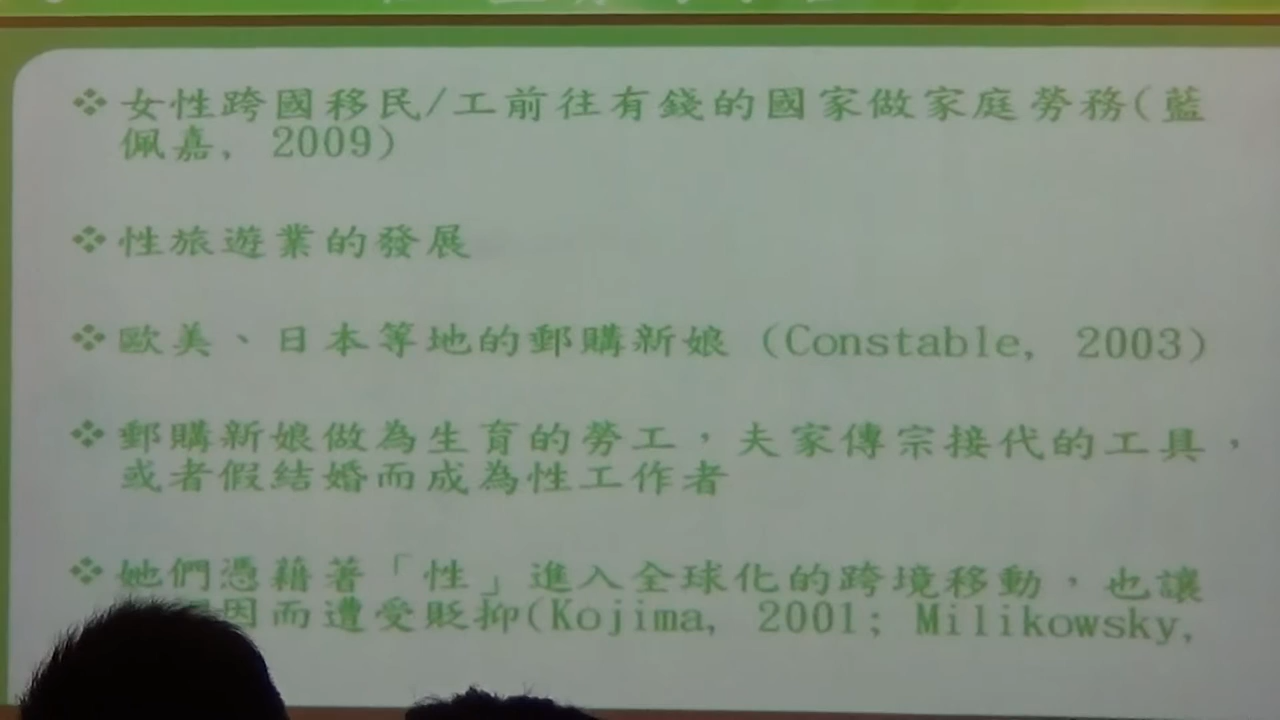 ❖女性跨國移民/工前往有錢的國家做家庭勞務(藍
佩嘉, 2009)
❖性旅遊業的發展
❖歐美、日本等地的郵購新娘 (Constable, 2003)
❖郵購新娘做為生育的勞工，夫家傳宗接代的工具，
或者假結婚而成為性工作者
❖她們憑藉著「性」進入全球化的跨境移動，也讓
因而遭受貶抑(Kojima, 2001; Milikowsky,